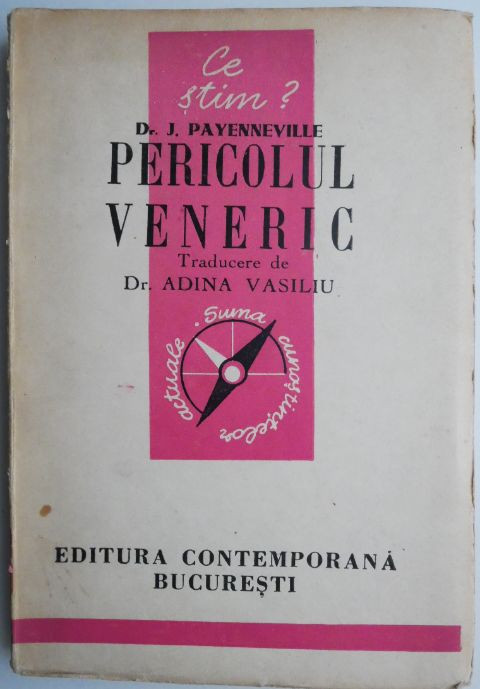 Ce
știm?
Dr. J. PAYENNEVILLE
PERICOLUL
VENERIC
Traducere de
Dr. ADINA VASILIU
Suma cunoștințelor actuale.
EDITURA CONTEMPORANĂ
BUCUREȘTI